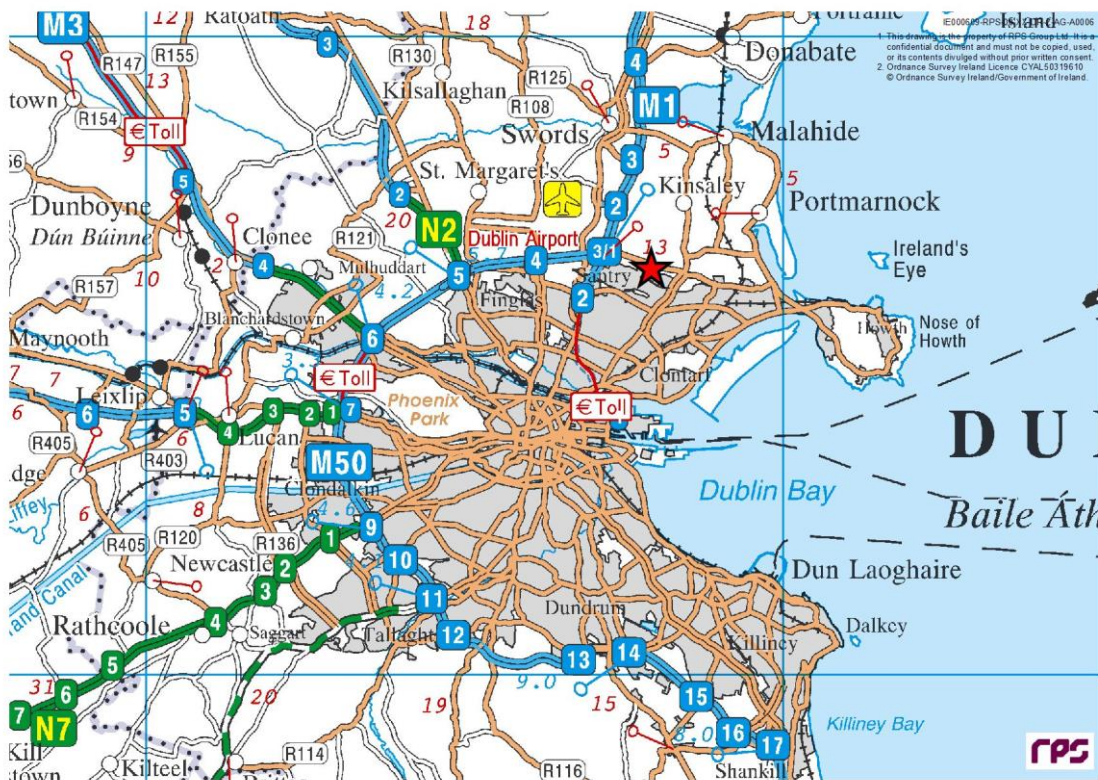 M3
R147
R155
13
12
Ratoath
3
18
R130
Kilsallaghan
R125
R108
Swords
4
M1
Donabate
Island
IE000609-RPS
AG-A0006
1. This drawing is the property of RPS Group Ltd. It is a
confidential document and must not be copied, used,
or its contents divulged without prior written consent.
2. Ordnance Survey Ireland Licence CYAL50319610
© Ordnance Survey Ireland/Government of Ireland.
town
R154
€ Toll
9
5
Malahide
5
3
St. Margaret's
Kinsaley
5
Portmarnock
2
20
N2
2
Dunboyne
Dún Búinne
Clonee
R121
Dublin Airport
3/1
13
Ireland's
Eye
10
2
4
Mulhuddart
4.2
5
4
Santry
Finglas
2
R157
Blanchardstown
6
Howth
Nose of
Howth
Maynooth
3
7
7
€ Toll
Clontarf
Leixlip
6
6
5
6
4
3
2
1
7
Phoenix
Park
€ Toll
Lucan
R405
R403
M50
DU
dge
Clondalkin
Dublin Bay
iffey
4.6
Baile Áth
6
8
9
R405
R120
R136
1
10
Newcastle
2
Dun Laoghaire
and Canal
3
11
Dundrum
Rathcoole
4
Saggart
Tallaght
12
Killiney
Dalkey
5
13
14
31
6
20
9.0
15
7
N7
19
15
16
17
Killiney Bay
8.0
Kill
town
Kilteel
R114
R116
Shankill
rps